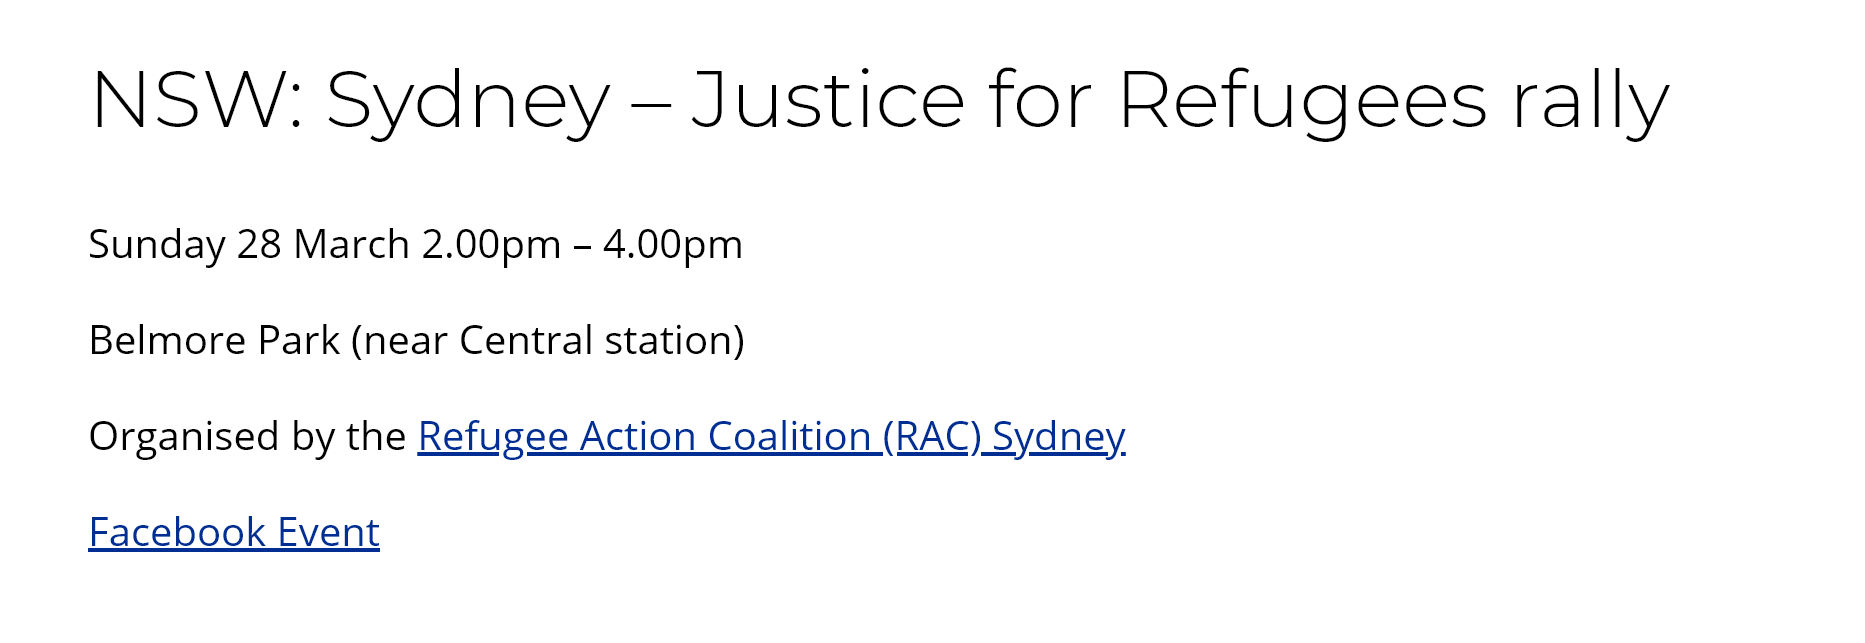 NSW: Sydney – Justice for Refugees rally
Sunday 28 March 2.00pm – 4.00pm
Belmore Park (near Central station)
Organised by the Refugee Action Coalition (RAC) Sydney
Facebook Event